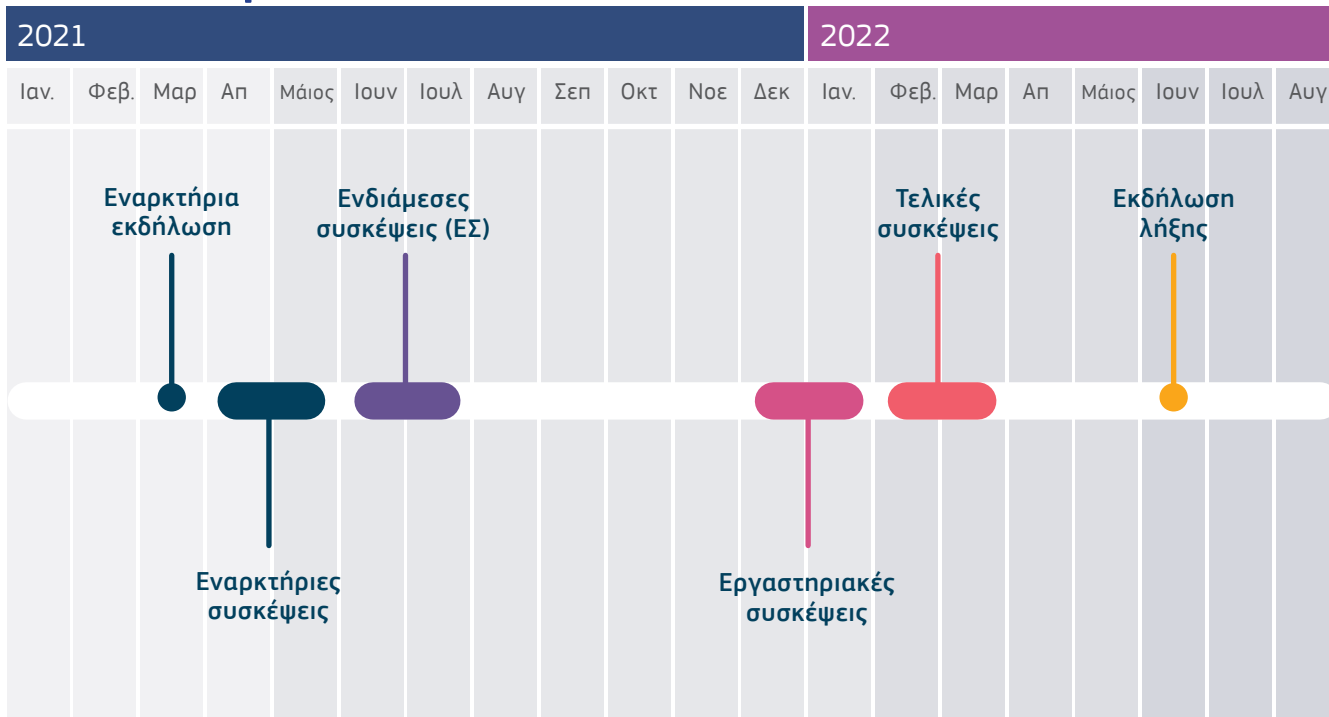 2021
2022
Ιαν. Φεβ. Μαρ Απ Μάιος Ιουν Ιουλ Αυγ Σεπ Οκτ Νοε Δεκ Ιαν. Φεβ. Μαρ Απ Μάιος Ιουν Ιουλ Αυγ
Εναρκτήρια
εκδήλωση
Ενδιάμεσες
συσκέψεις (ΕΣ)
Τελικές
συσκέψεις
Εκδήλωση
λήξης
Εναρκτήριες
συσκέψεις
Εργαστηριακές
συσκέψεις